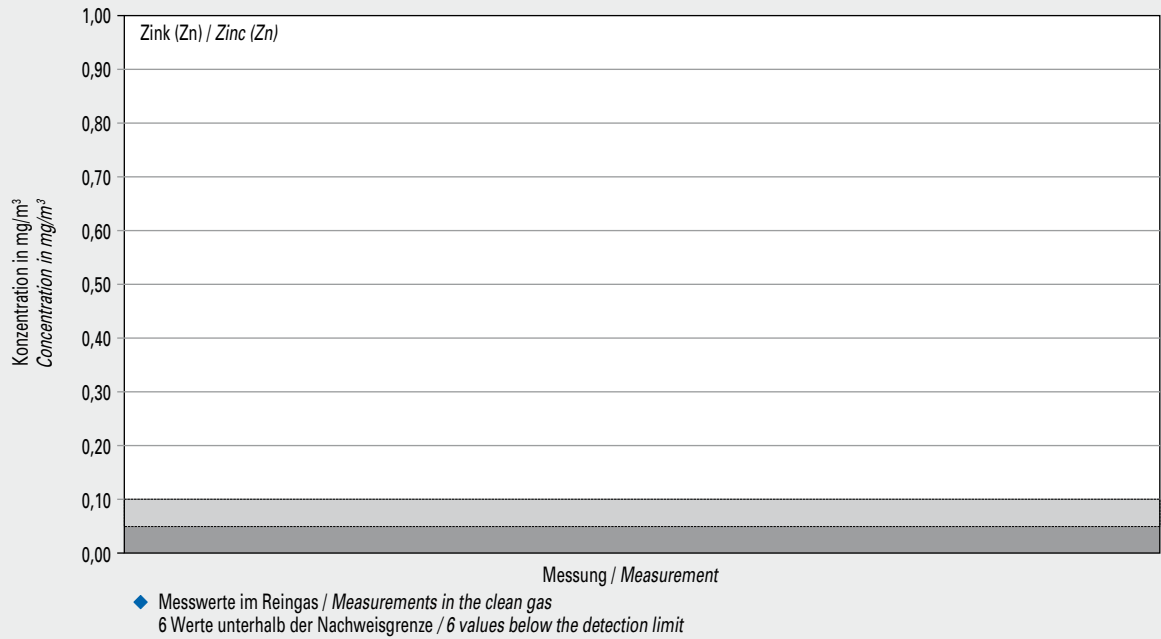 Zink (Zn) / Zinc (Zn)
Konzentration in mg/m³
Concentration in mg/m³
1,00
0,90
0,80
0,70
0,60
0,50
0,40
0,30
0,20
0,10
0,00
Messung / Measurement
Messwerte im Reingas / Measurements in the clean gas
6 Werte unterhalb der Nachweisgrenze / 6 values below the detection limit